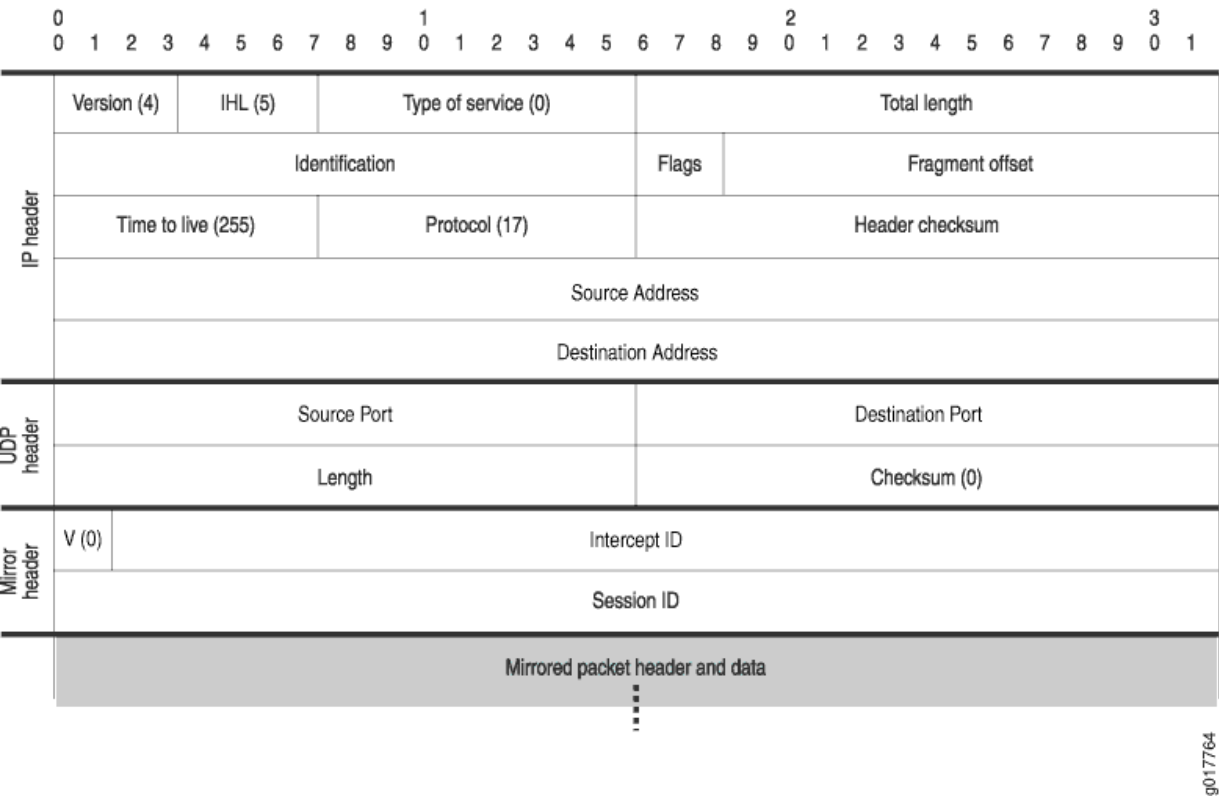 0 1 2 3
0 1 2 3 4 5 6 7 8 9 0 1 2 3 4 5 6 7 8 9 0 1 2 3 4 5 6 7 8 9 0 1
IP header
Version (4) IHL (5) Type of service (0) Total length
Identification Flags Fragment offset
Time to live (255) Protocol (17) Header checksum
Source Address
Destination Address
UDP
header
Source Port Destination Port
Length Checksum (0)
Mirror
header
V (0) Intercept ID
Session ID
Mirrored packet header and data
g017764